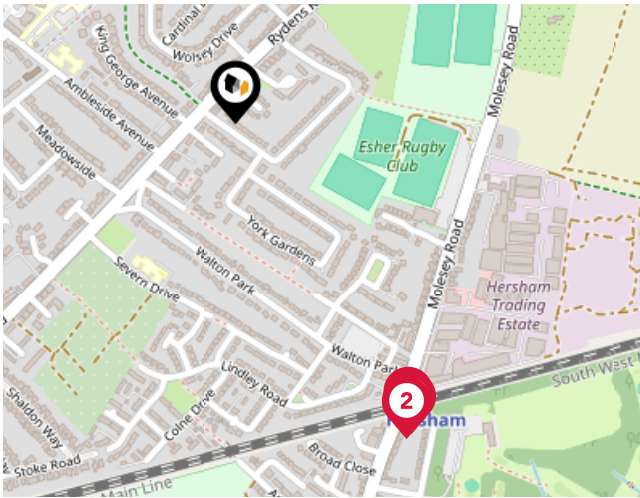 Cardinal
Wolsey Drive
Rydens R
King George Avenue
Ambleside Avenue
Meadowside
Molesey Road
Esher Rugby
Club
York Gardens
Walton Park
Severn Drive
Molesey Road
Hersham
Trading
Estate
Walton Park
Lindley Road
South West
2
sham
Colne Drive
Shaldon Way
Broad Close
Stoke Road
Main Line